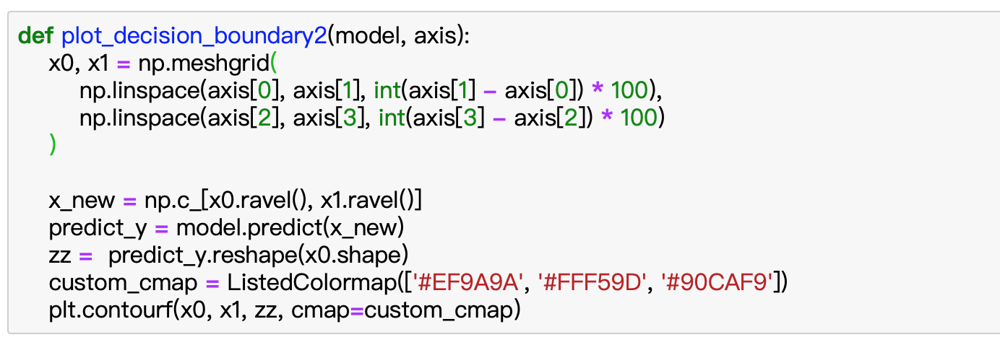 def plot_decision_boundary2(model, axis):
    x0, x1 = np.meshgrid(
        np.linspace(axis[0], axis[1], int(axis[1] - axis[0]) * 100),
        np.linspace(axis[2], axis[3], int(axis[3] - axis[2]) * 100)
    )

    x_new = np.c_[x0.ravel(), x1.ravel()]
    predict_y = model.predict(x_new)
    zz =  predict_y.reshape(x0.shape)
    custom_cmap = ListedColormap(['#EF9A9A', '#FFF59D', '#90CAF9'])
    plt.contourf(x0, x1, zz, cmap=custom_cmap)